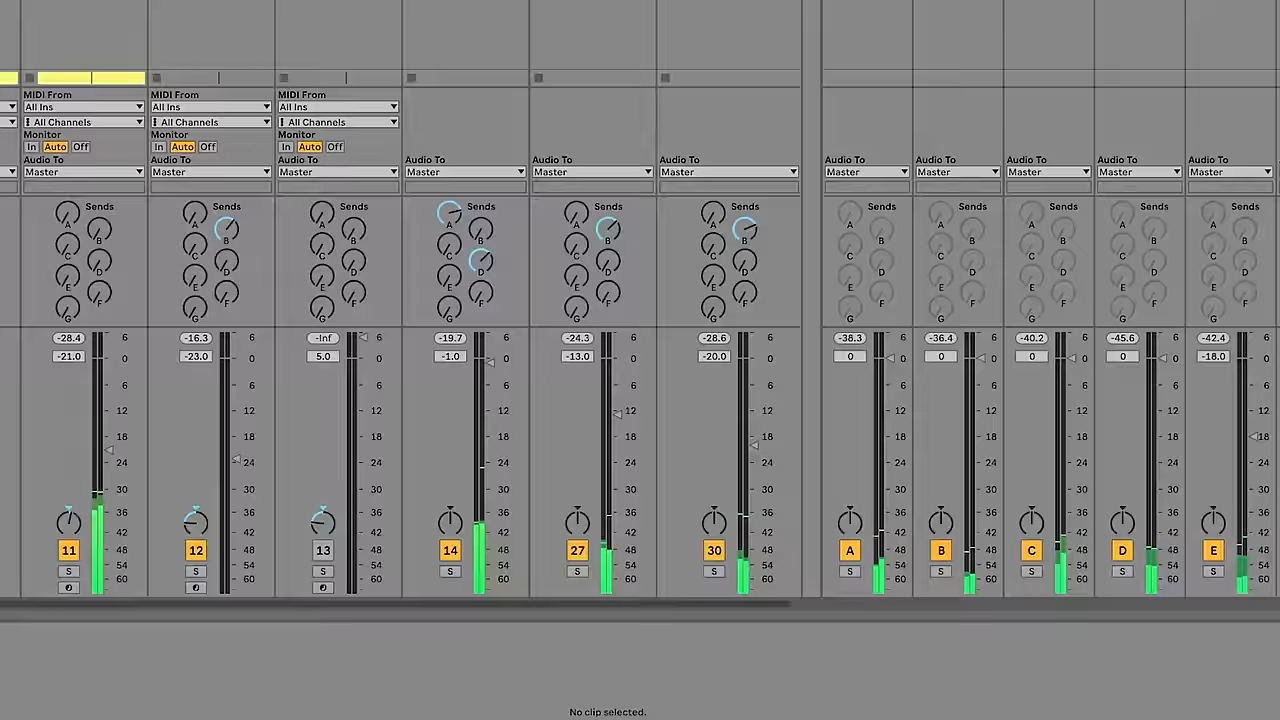 MIDI From MIDI From MIDI From
All Ins All Ins All Ins
All Channels All Channels All Channels
Monitor Monitor Monitor
In Auto Off In Auto Off In Auto Off
Audio To Audio To Audio To Audio To Audio To Audio To Audio To Audio To Audio To Audio To Audio To
Master Master Master Master Master Master Master Master Master Master Master
Sends Sends Sends Sends Sends Sends Sends Sends Sends Sends Sends
A A A A A A A A A A A
B B B B B B B B B B B
C C C C C C C C C C C
D D D D D D D D D D D
E E E E E E E E E E E
F F F F F F F F F F F
G G G G G G G G G G G
-28.4 6 -16.3 6 -Inf 6 -19.7 6 -24.3 6 -28.6 6 -38.3 6 -36.4 6 -40.2 6 -45.6 6 -42.4 6
-21.0 0 -23.0 0 5.0 0 -1.0 0 -13.0 0 -20.0 0 0 0 0 0 0 0 0 0 -18.0 0
6 6 6 6 6 6 6 6 6 6 6
12 12 12 12 12 12 12 12 12 12 12
18 18 18 18 18 18 18 18 18 18 18
24 24 24 24 24 24 24 24 24 24 24
30 30 30 30 30 30 30 30 30 30 30
36 36 36 36 36 36 36 36 36 36 36
42 42 42 42 42 42 42 42 42 42 42
11 48 12 48 13 48 14 48 27 48 30 48 A 48 B 48 C 48 D 48 E 48
S 54 S 54 S 54 S 54 S 54 S 54 S 54 S 54 S 54 S 54 S 54
60 60 60 60 60 60 60 60 60 60 60
No clip selected.